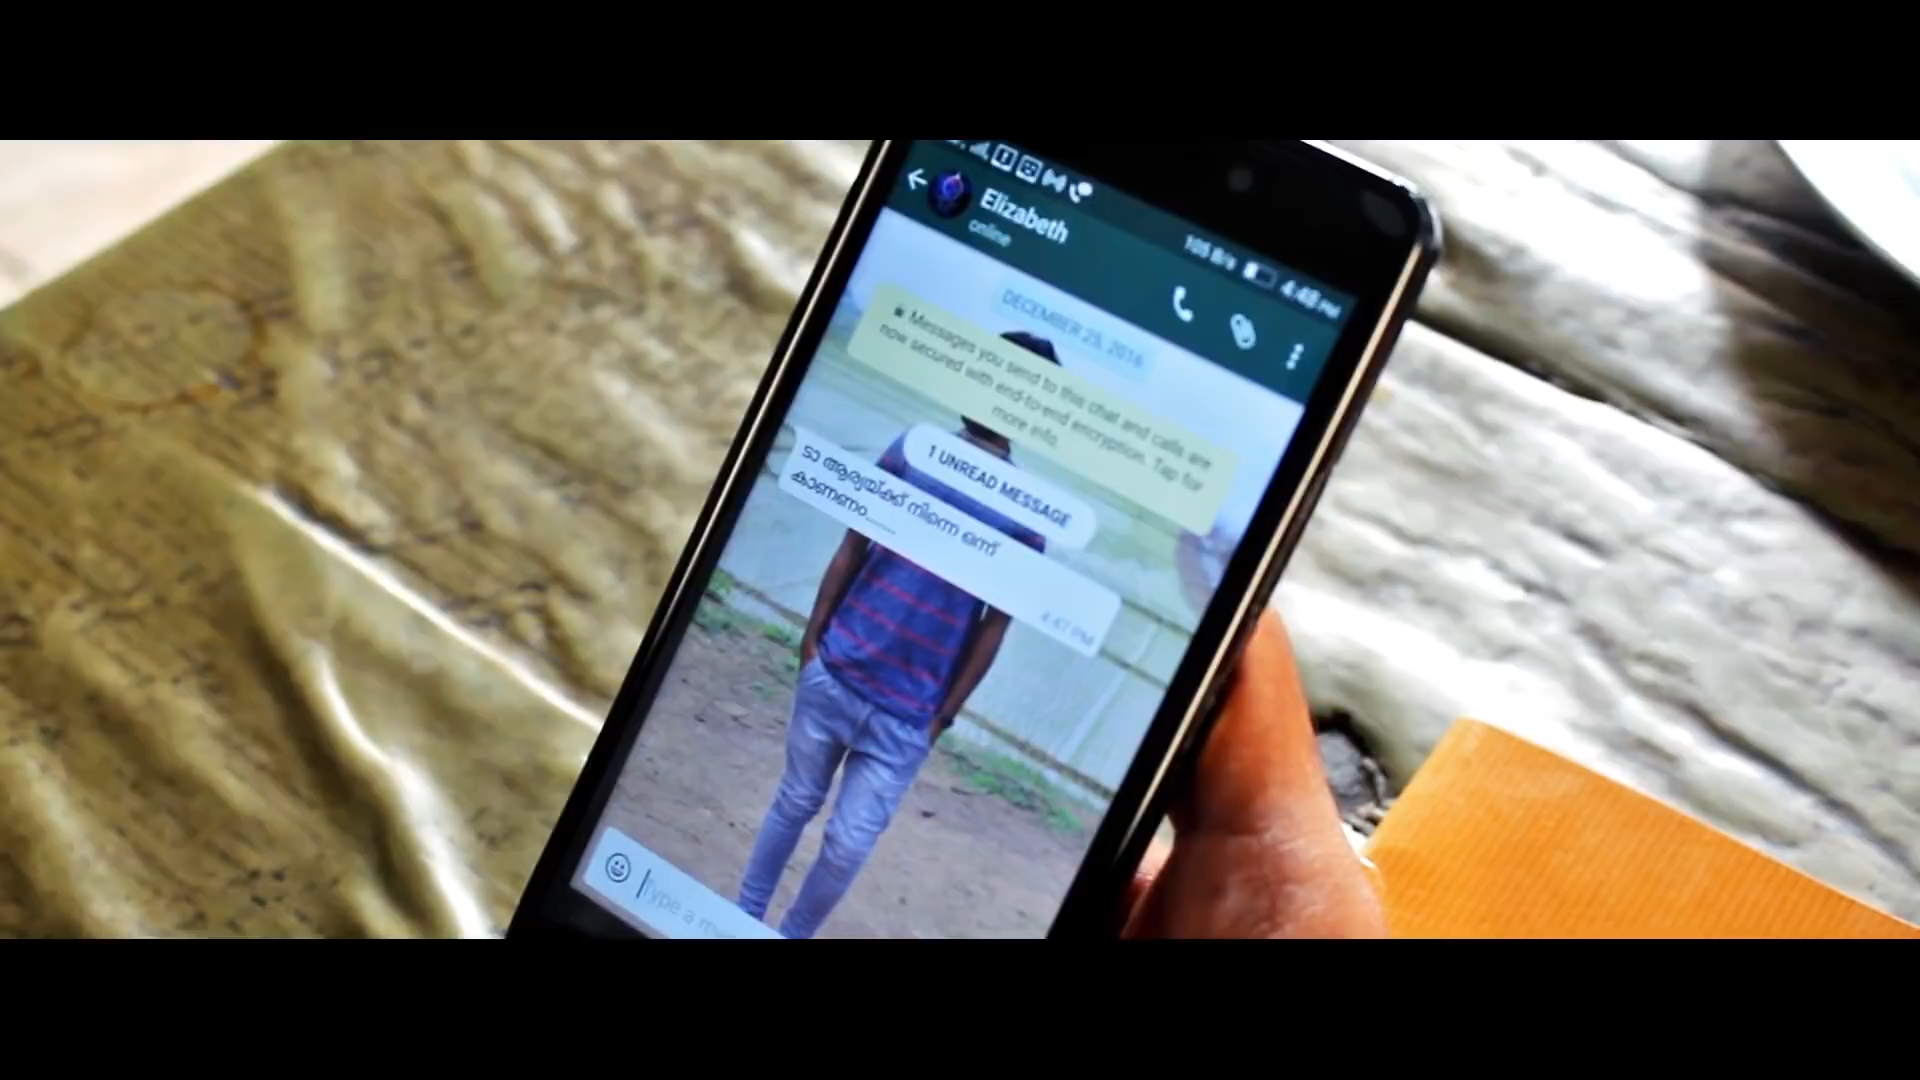 Elizabeth
online
105 B/s 4:48 PM
DECEMBER 25, 2016
Messages you send to this chat and calls are
now secured with end-to-end encryption. Tap for
more info.
1 UNREAD MESSAGE
ടാ ആര്യയ്ക്ക് നിന്നെ ഒന്ന്
കാണണം.......
4:47 PM
Type a